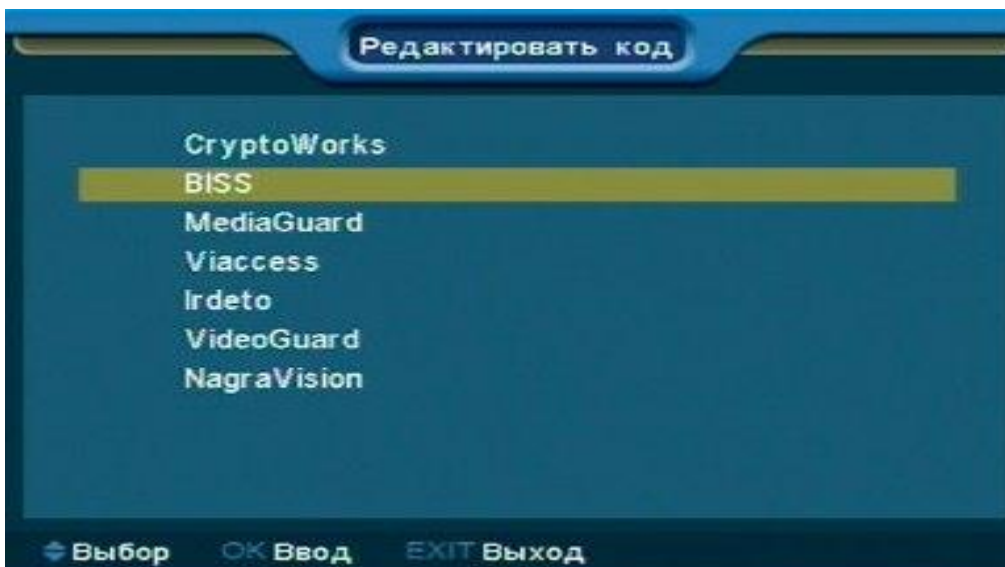 Редактировать код
CryptoWorks
BISS
MediaGuard
Viaccess
Irdeto
VideoGuard
NagraVision
Выбор OK Ввод EXIT Выход